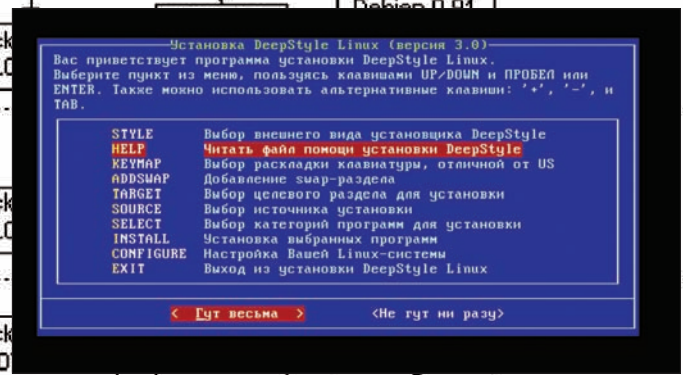 Debian 0.91
Установка DeepStyle Linux (версия 3.0)
Вас приветствует программа установки DeepStyle Linux.
Выберите пункт из меню, пользуясь клавишами UP/DOWN и ПРОБЕЛ или
ENTER. Также можно использовать альтернативные клавиши: '+', '-', и
TAB.
STYLE Выбор внешнего вида установщика DeepStyle
HELP Читать файл помощи установки DeepStyle
KEYMAP Выбор раскладки клавиатуры, отличной от US
ADDSWAP Добавление swap-раздела
TARGET Выбор целевого раздела для установки
SOURCE Выбор источника установки
SELECT Выбор категорий программ для установки
INSTALL Установка выбранных программ
CONFIGURE Настройка Вашей Linux-системы
EXIT Выход из установки DeepStyle Linux
< Гут весьма > <Не гут ни разу>